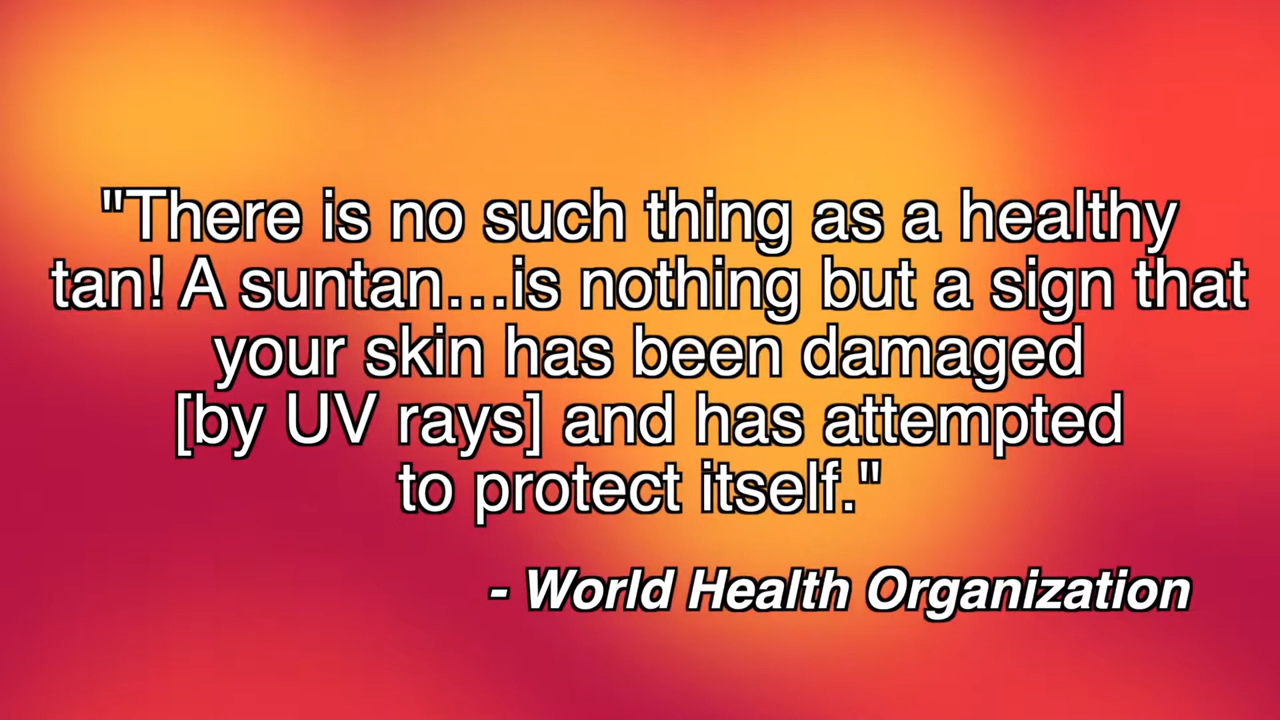 "There is no such thing as a healthy
tan! A suntan…is nothing but a sign that
your skin has been damaged
[by UV rays] and has attempted
to protect itself."
- World Health Organization